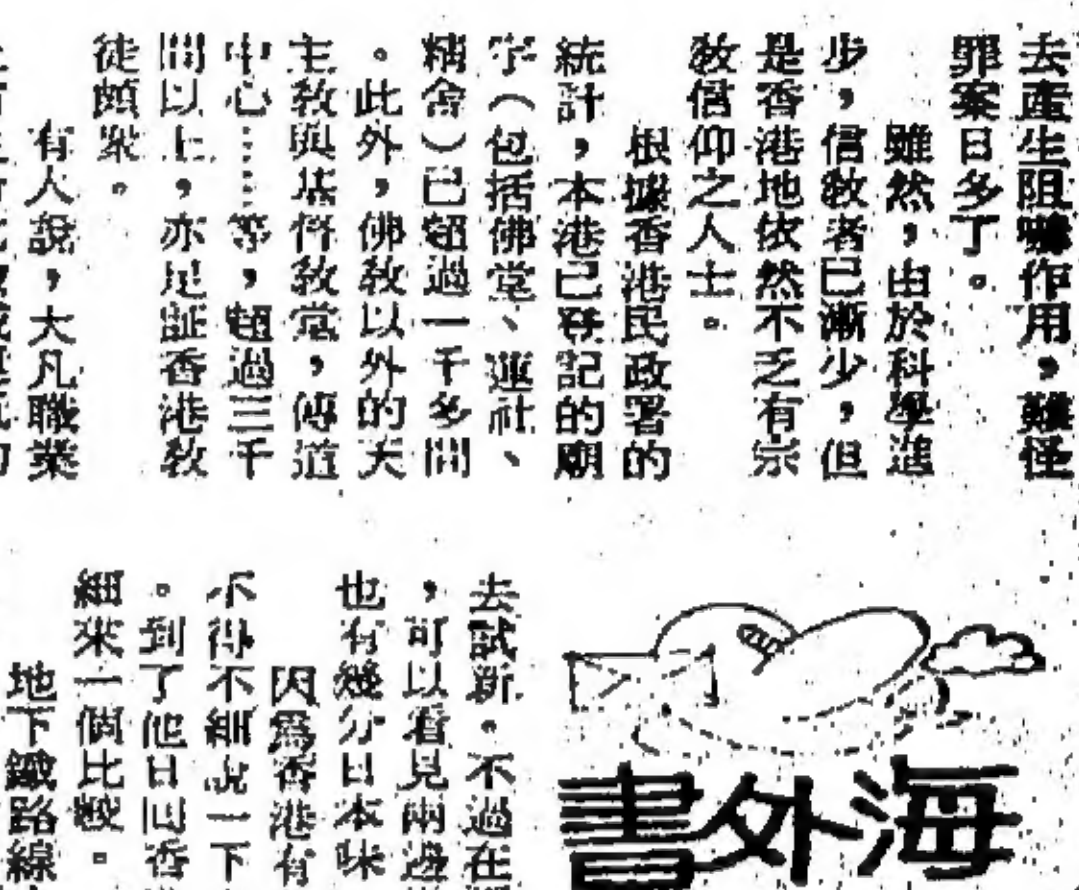 去產生阻嚇作用，難怪
罪案日多了。
雖然，由於科學進
步，信教者已漸少，但
是香港地依然不乏有宗
教信仰之人士。
根據香港民政署的
統計，本港已登記的廟
宇（包括佛堂、蓮社、
精舍）已超過一千多間
。此外，佛教以外的天
主教與基督教堂，傳道
中心……等，超過三千
間以上，亦足証香港教
徒頗衆。
有人說，大凡職業
海外書
去試新。不過在
，可以看見兩邊
也有幾分日本味
因爲香港有
不得不細說一下
。到了他日回香
細來一個比較。
地下鐵路線